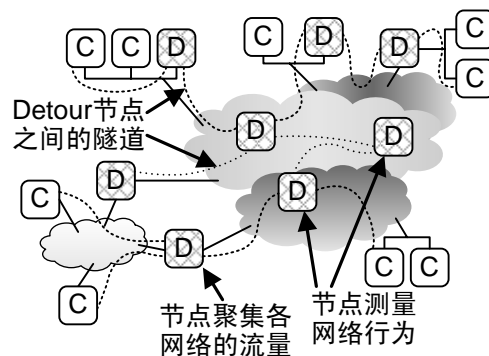 C C D
C D D C
C
Detour节点
之间的隧道
D D
D D
C
D
C C
C
节点聚集各
网络的流量
节点测量
网络行为